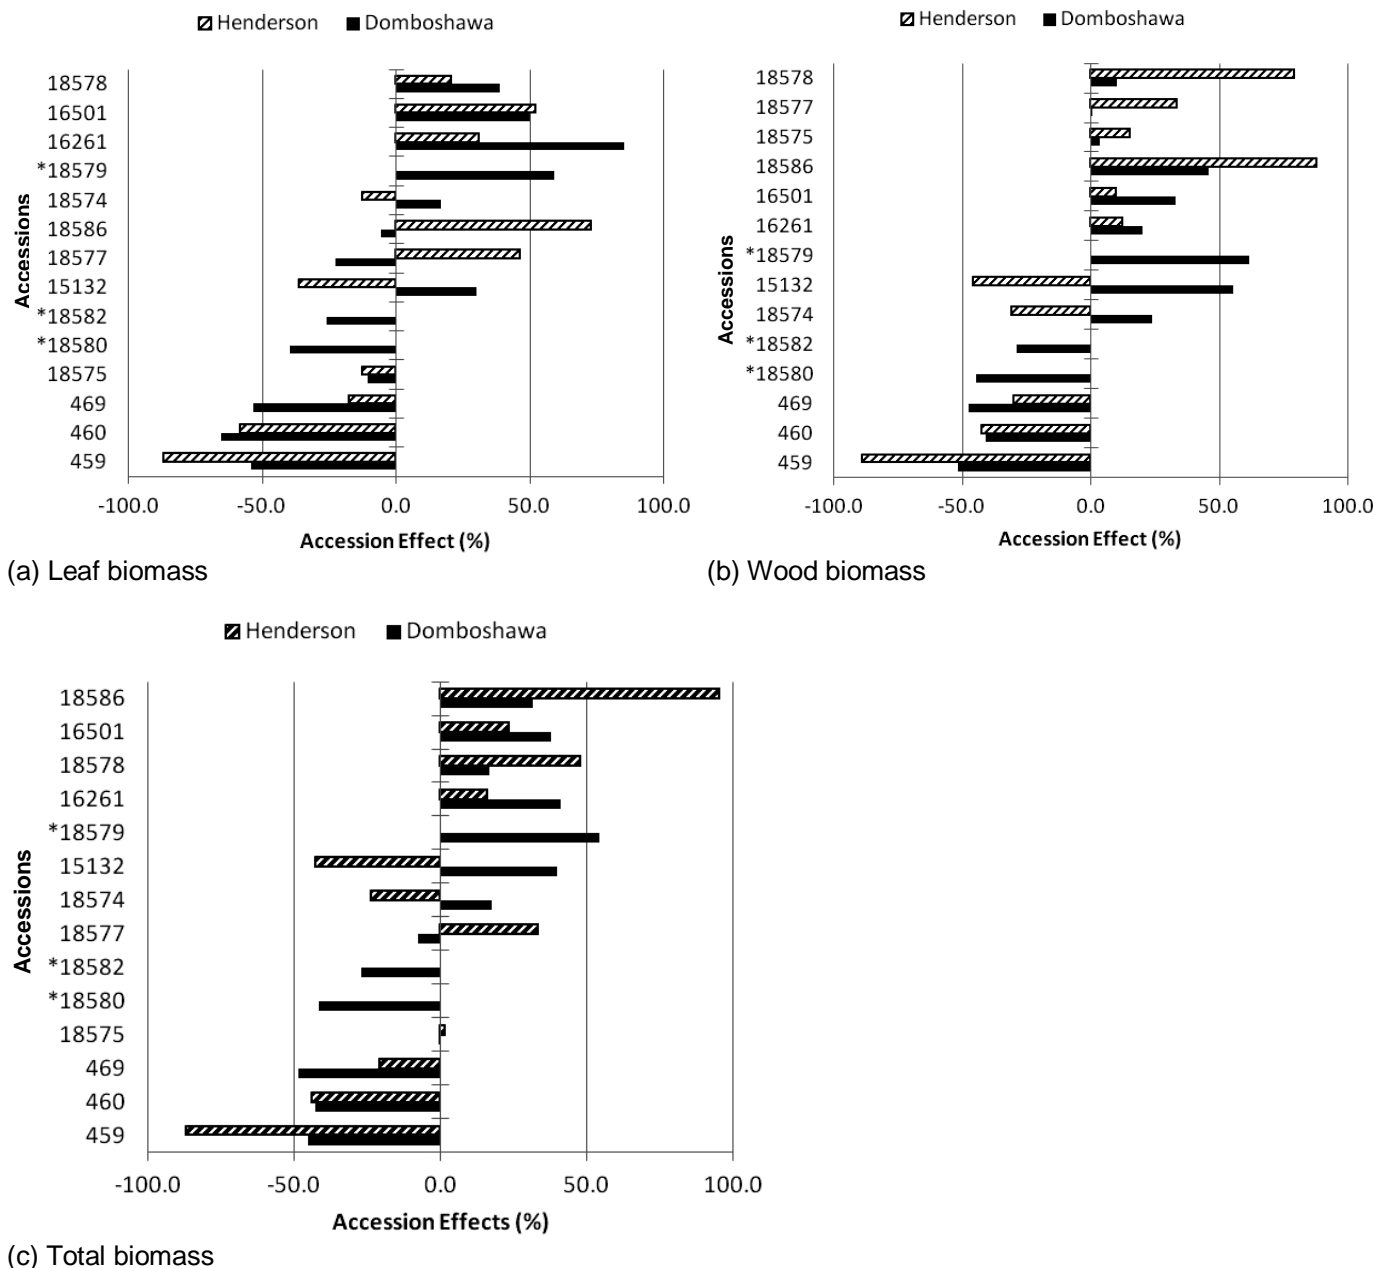 Henderson Domboshawa
18578
16501
16261
*18579
18574
18586
18577
15132
*18582
*18580
18575
469
460
459
Accessions
-100.0 -50.0 0.0 50.0 100.0
Accession Effect (%)
(a) Leaf biomass
Henderson Domboshawa
18578
18577
18575
18586
16501
16261
*18579
15132
18574
*18582
*18580
469
460
459
Accessions
-100.0 -50.0 0.0 50.0 100.0
Accession Effect (%)
(b) Wood biomass
Henderson Domboshawa
18586
16501
18578
16261
*18579
15132
18574
18577
*18582
*18580
18575
469
460
459
Accessions
-100.0 -50.0 0.0 50.0 100.0
Accession Effects (%)
(c) Total biomass